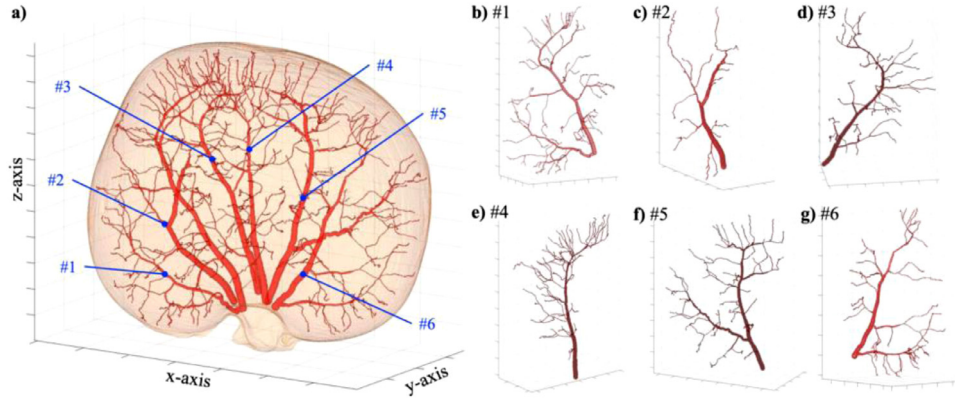 a)
#3
#4
#5
#2
#1
#6
z-axis
x-axis
y-axis
b) #1
c) #2
d) #3
e) #4
f) #5
g) #6